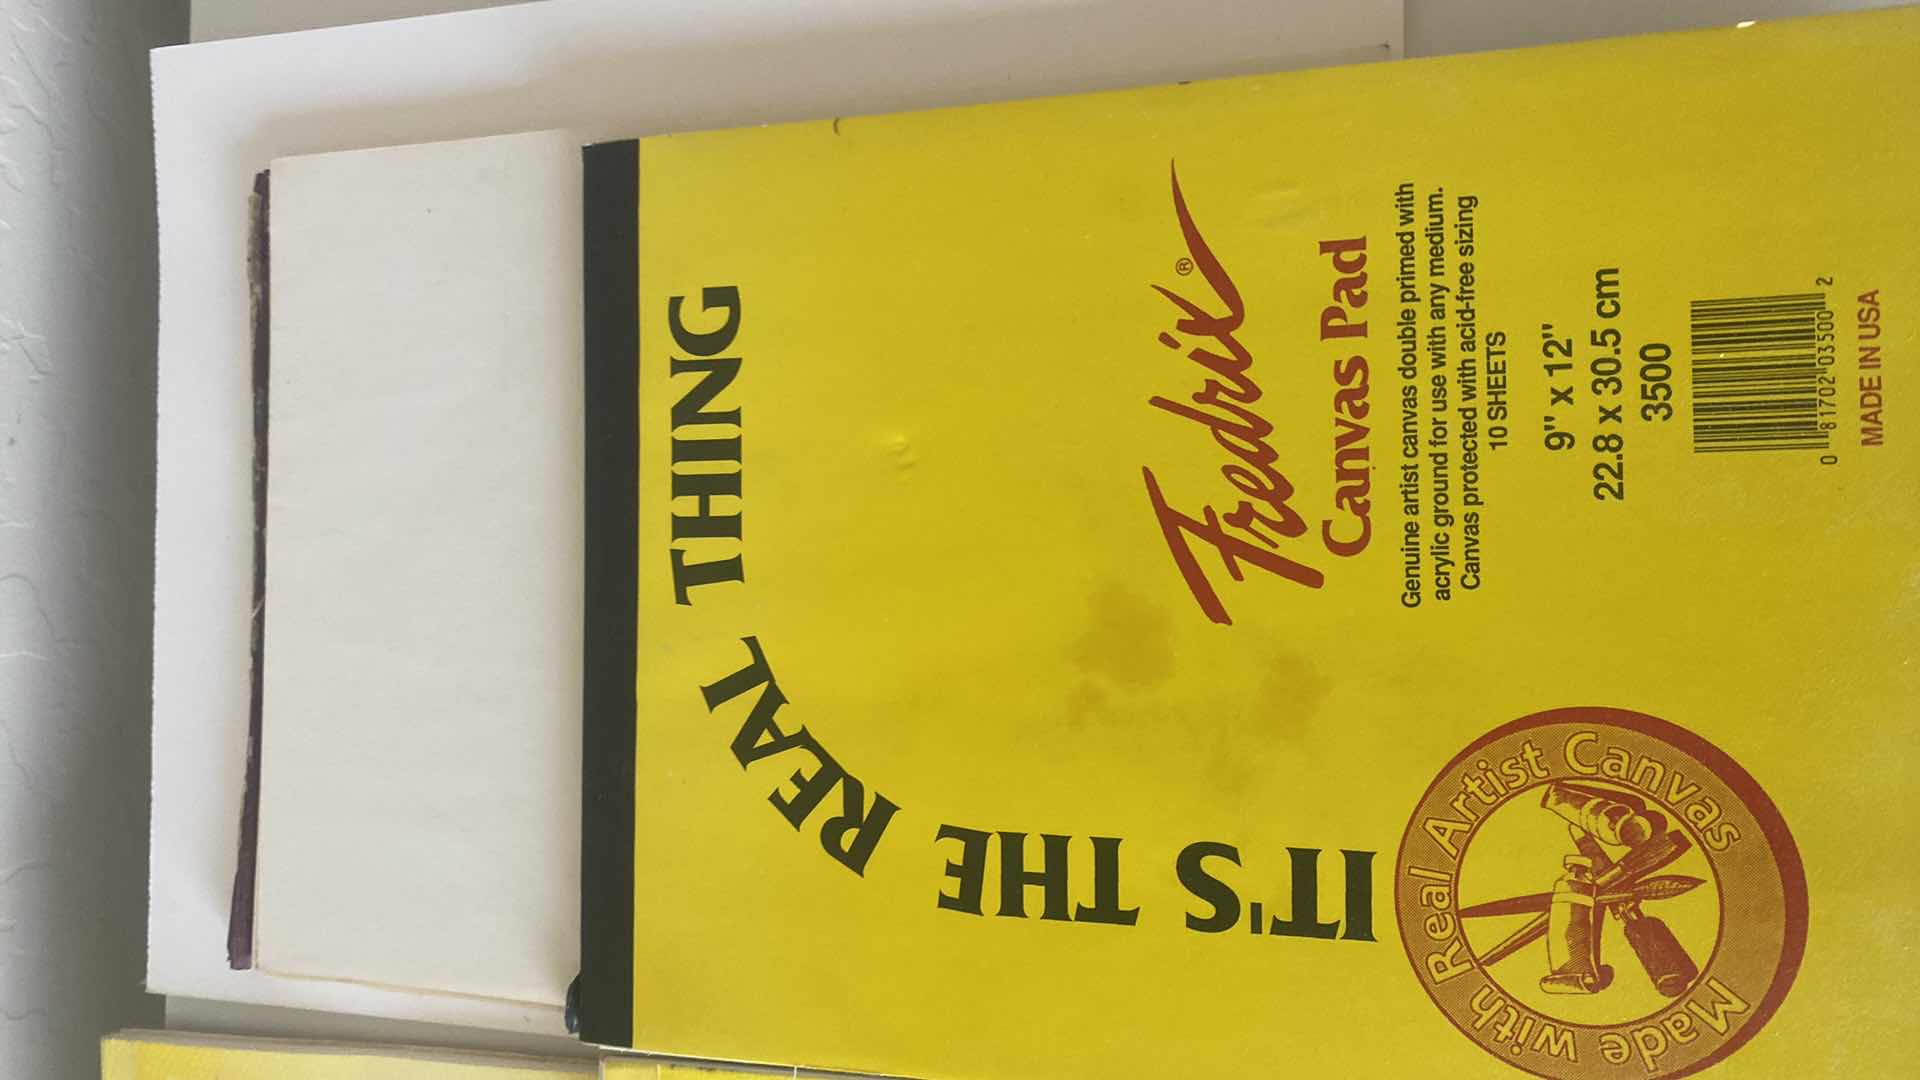 IT'S THE REAL THING
Fredrix®
Canvas Pad
Genuine artist canvas double primed with
acrylic ground for use with any medium.
Canvas protected with acid-free sizing
10 SHEETS
9" x 12"
22.8 x 30.5 cm
3500
0 81702 03500 2
MADE IN USA
Made with Real Artist Canvas